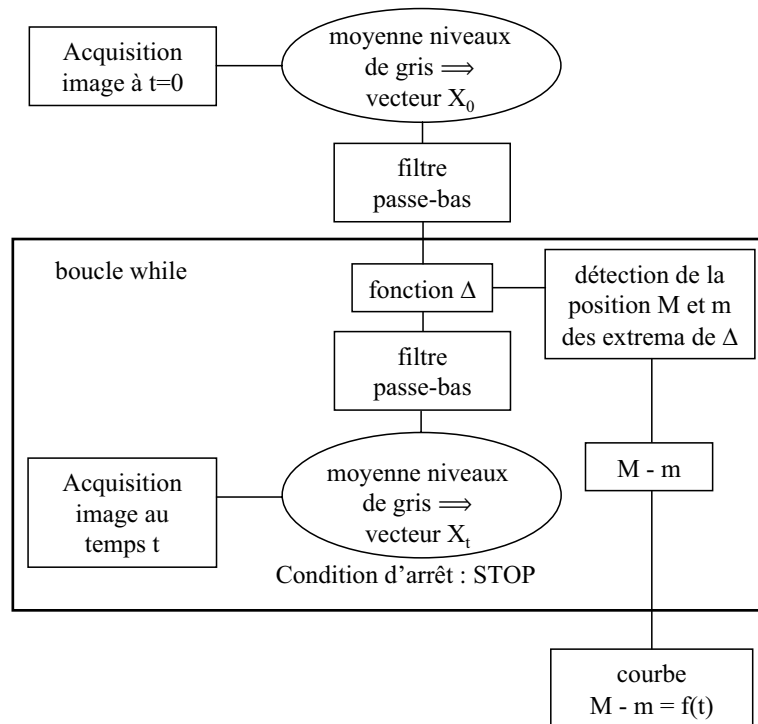 Acquisition
image à t=0
moyenne niveaux
de gris ⟹
vecteur X₀
filtre
passe-bas
boucle while
fonction Δ
détection de la
position M et m
des extrema de Δ
filtre
passe-bas
M - m
Acquisition
image au
temps t
moyenne niveaux
de gris ⟹
vecteur Xₜ
Condition d'arrêt : STOP
courbe
M - m = f(t)